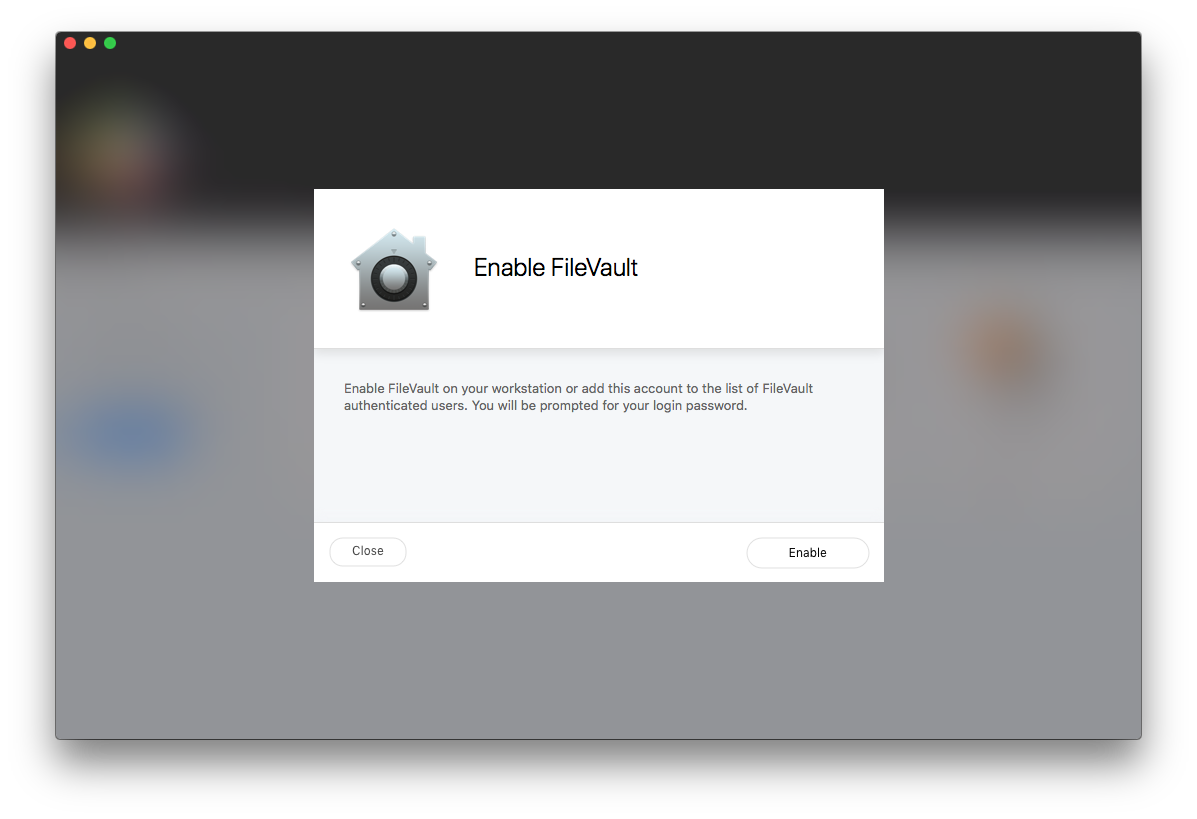 Enable FileVault
Enable FileVault on your workstation or add this account to the list of FileVault
authenticated users. You will be prompted for your login password.
Close
Enable